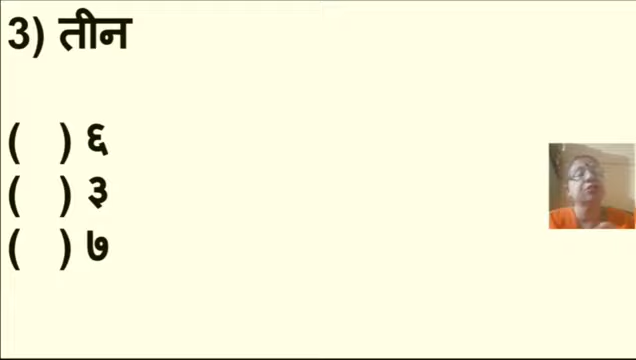 3) तीन
( ) ६
( ) ३
( ) ७